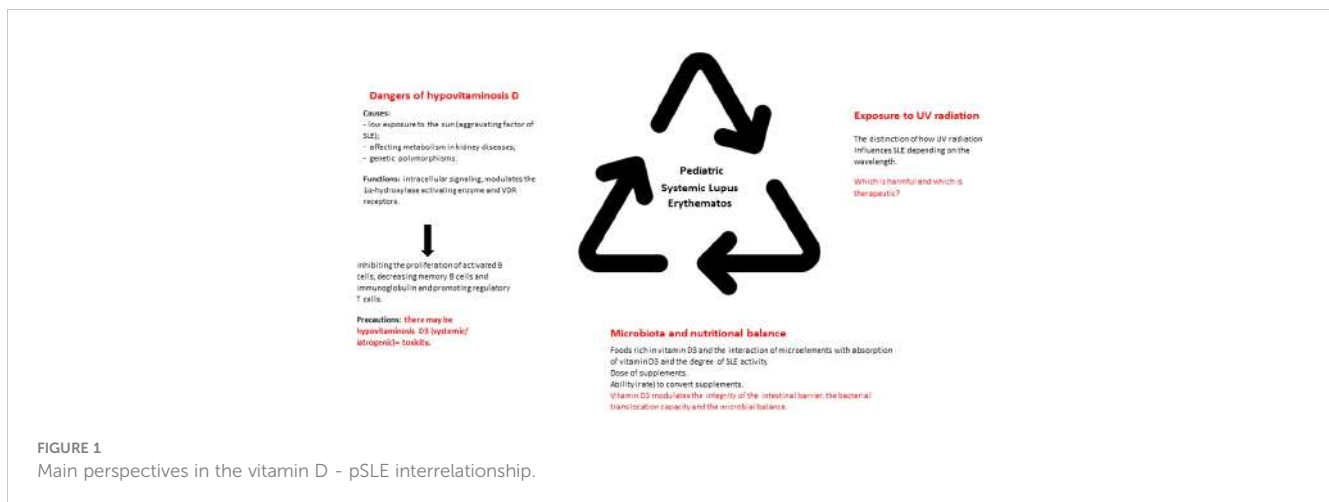 Dangers of hypovitaminosis D
Causes:
- low exposure to the sun (aggravating factor of
SLE);
- affecting metabolism in kidney diseases,
- genetic polymorphisms.
Functions: intracellular signaling, modulates the
1α-hydroxylase activating enzyme and VDR
receptors.
inhibiting the proliferation of activated B
cells, decreasing memory B cells and
immunoglobulin and promoting regulatory
T cells.
Precautions: there may be
hypovitaminosis D3 (systemic/
iatrogenic)= toxicity.
Pediatric
Systemic Lupus
Erythematos
Exposure to UV radiation
The distinction of how UV radiation
influences SLE depending on the
wavelength.
Which is harmful and which is
therapeutic?
Microbiota and nutritional balance
Foods rich in vitamin D3 and the interaction of microelements with absorption
of vitamin D3 and the degree of SLE activity.
Dose of supplements.
Ability (rate) to convert supplements.
Vitamin D3 modulates the integrity of the intestinal barrier, the bacterial
translocation capacity and the microbial balance.
FIGURE 1
Main perspectives in the vitamin D - pSLE interrelationship.